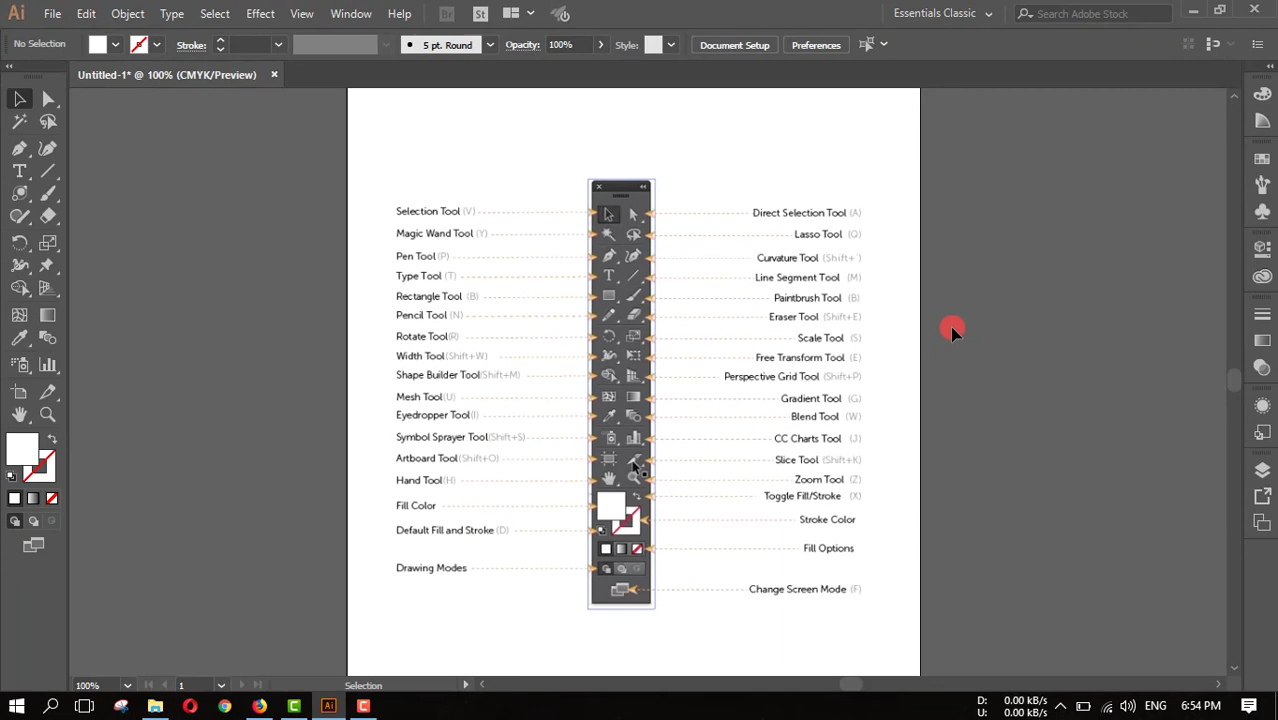 Ai File Edit Object Type Select Effect View Window Help Br St Essentials Classic Search Adobe Stock
No Selection Stroke: 5 pt. Round Opacity: 100% Style: Document Setup Preferences
Untitled-1* @ 100% (CMYK/Preview)
Selection Tool (V) Direct Selection Tool (A)
Magic Wand Tool (Y) Lasso Tool (Q)
Pen Tool (P) Curvature Tool (Shift+`)
Type Tool (T) Line Segment Tool (M)
Rectangle Tool (B) Paintbrush Tool (B)
Pencil Tool (N) Eraser Tool (Shift+E)
Rotate Tool(R) Scale Tool (S)
Width Tool(Shift+W) Free Transform Tool (E)
Shape Builder Tool(Shift+M) Perspective Grid Tool (Shift+P)
Mesh Tool(U) Gradient Tool (G)
Eyedropper Tool(I) Blend Tool (W)
Symbol Sprayer Tool(Shift+S) CC Charts Tool (J)
Artboard Tool(Shift+O) Slice Tool (Shift+K)
Hand Tool(H) Zoom Tool (Z)
Toggle Fill/Stroke (X)
Fill Color
Stroke Color
Default Fill and Stroke (D)
Fill Options
Drawing Modes
Change Screen Mode (F)
100% 1 Selection
D: 0.00 kB/s
U: 0.00 kB/s
ENG 6:54 PM